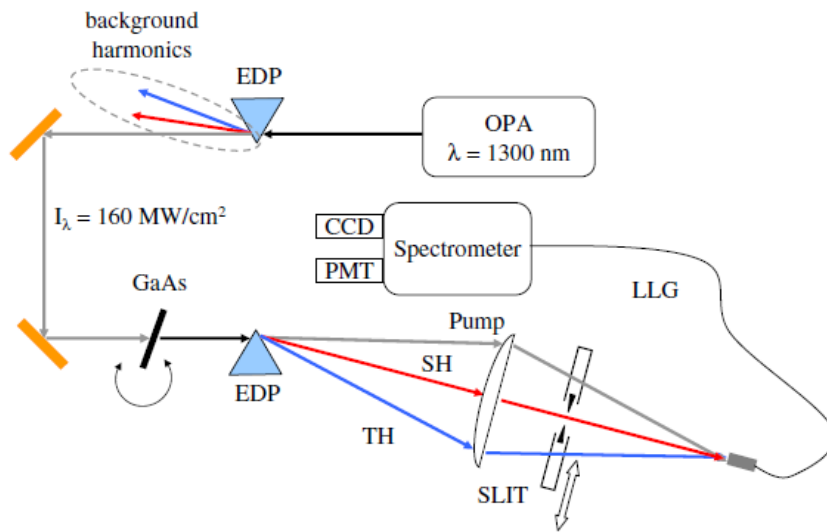 background
harmonics
EDP
OPA
λ = 1300 nm
I_λ = 160 MW/cm²
CCD
PMT
Spectrometer
LLG
GaAs
Pump
SH
EDP
TH
SLIT